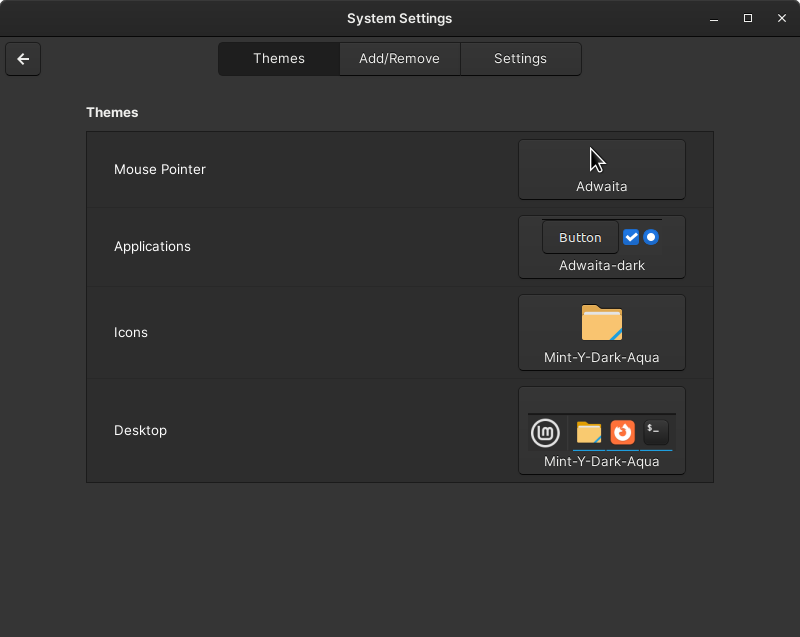 System Settings
Themes
Add/Remove
Settings
Themes
Mouse Pointer
Adwaita
Applications
Button
Adwaita-dark
Icons
Mint-Y-Dark-Aqua
Desktop
$_
Mint-Y-Dark-Aqua